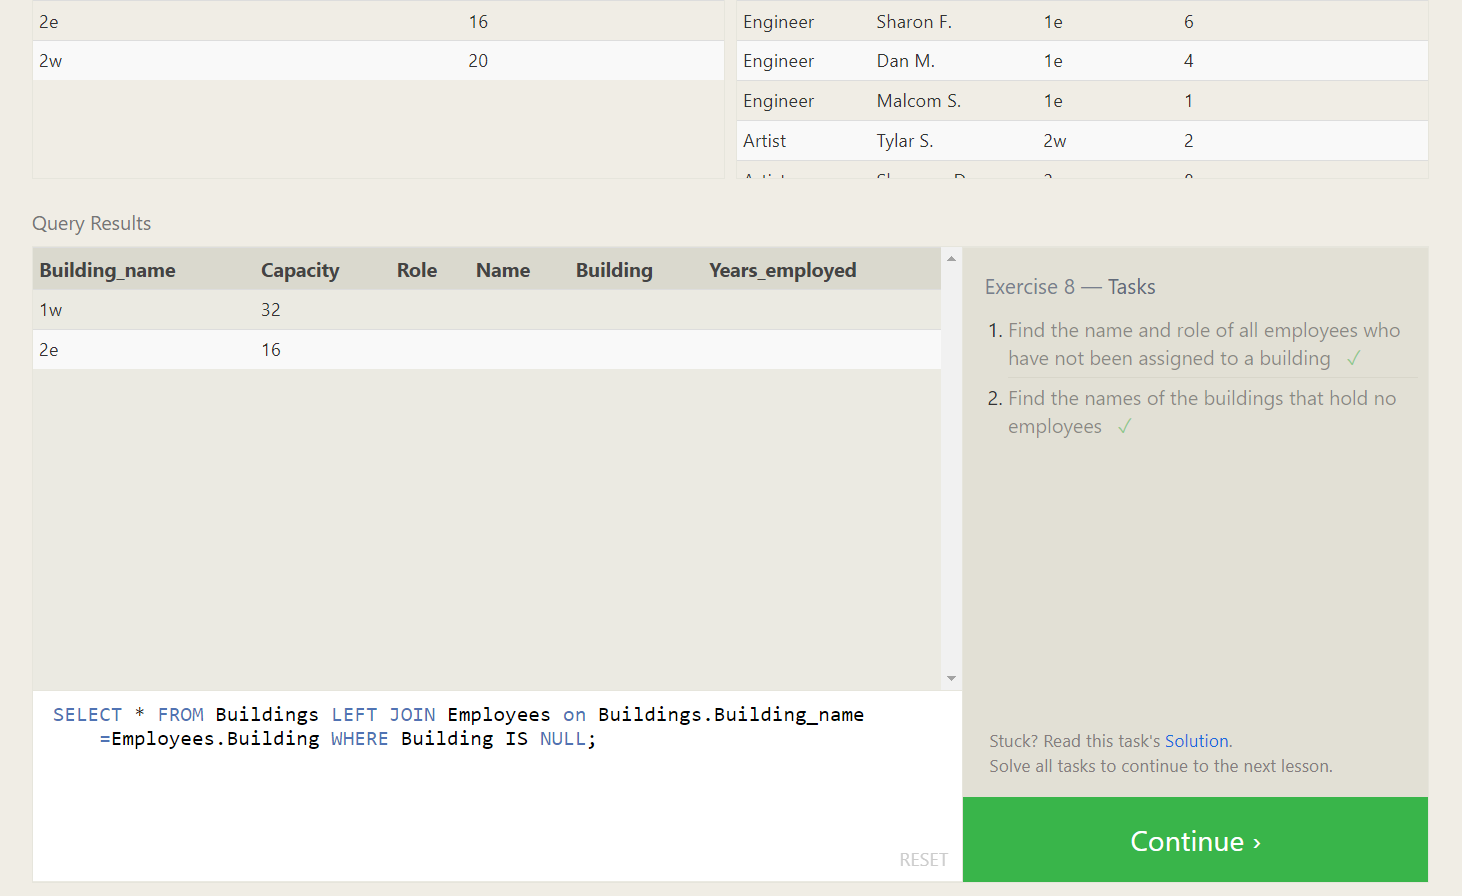 2e 16
2w 20
Engineer Sharon F. 1e 6
Engineer Dan M. 1e 4
Engineer Malcom S. 1e 1
Artist Tylar S. 2w 2
Query Results
Building_name Capacity Role Name Building Years_employed
1w 32
2e 16
Exercise 8 — Tasks
1. Find the name and role of all employees who
have not been assigned to a building ✓
2. Find the names of the buildings that hold no
employees ✓
SELECT * FROM Buildings LEFT JOIN Employees on Buildings.Building_name
=Employees.Building WHERE Building IS NULL;
RESET
Stuck? Read this task's Solution.
Solve all tasks to continue to the next lesson.
Continue ›